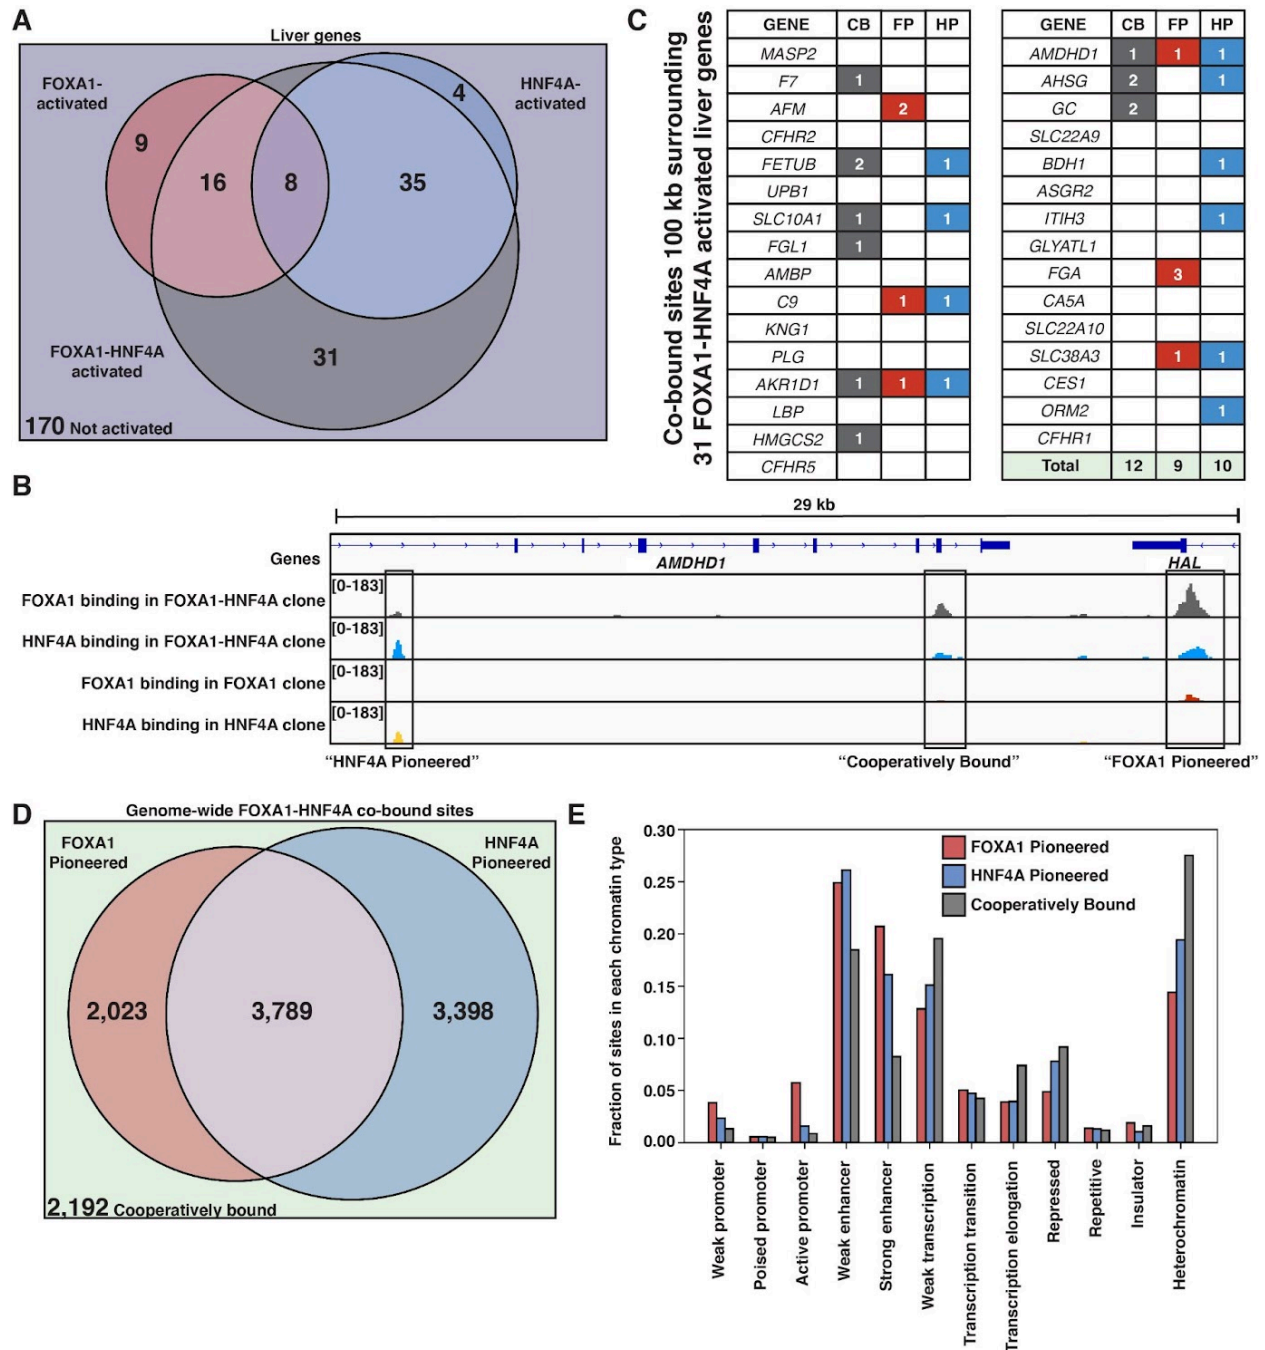 A
Liver genes
FOXA1-
activated
HNF4A-
activated
9
16
8
35
4
31
FOXA1-HNF4A
activated
170 Not activated
B
29 kb
Genes
AMDHD1
HAL
FOXA1 binding in FOXA1-HNF4A clone
[0-183]
HNF4A binding in FOXA1-HNF4A clone
[0-183]
FOXA1 binding in FOXA1 clone
[0-183]
HNF4A binding in HNF4A clone
[0-183]
“HNF4A Pioneered”
“Cooperatively Bound”
“FOXA1 Pioneered”
C
Co-bound sites 100 kb surrounding
31 FOXA1-HNF4A activated liver genes
GENE CB FP HP
MASP2
F7 1
AFM 2
CFHR2
FETUB 2 1
UPB1
SLC10A1 1 1
FGL1 1
AMBP
C9 1 1
KNG1
PLG
AKR1D1 1 1 1
LBP
HMGCS2 1
CFHR5
GENE CB FP HP
AMDHD1 1 1 1
AHSG 2 1
GC 2
SLC22A9
BDH1 1
ASGR2
ITIH3 1
GLYATL1
FGA 3
CA5A
SLC22A10
SLC38A3 1 1
CES1
ORM2 1
CFHR1
Total 12 9 10
D
Genome-wide FOXA1-HNF4A co-bound sites
FOXA1
Pioneered
HNF4A
Pioneered
2,023
3,789
3,398
2,192 Cooperatively bound
E
Fraction of sites in each chromatin type
0.30
0.25
0.20
0.15
0.10
0.05
0.00
FOXA1 Pioneered
HNF4A Pioneered
Cooperatively Bound
Weak promoter
Poised promoter
Active promoter
Weak enhancer
Strong enhancer
Weak transcription
Transcription transition
Transcription elongation
Repressed
Repetitive
Insulator
Heterochromatin